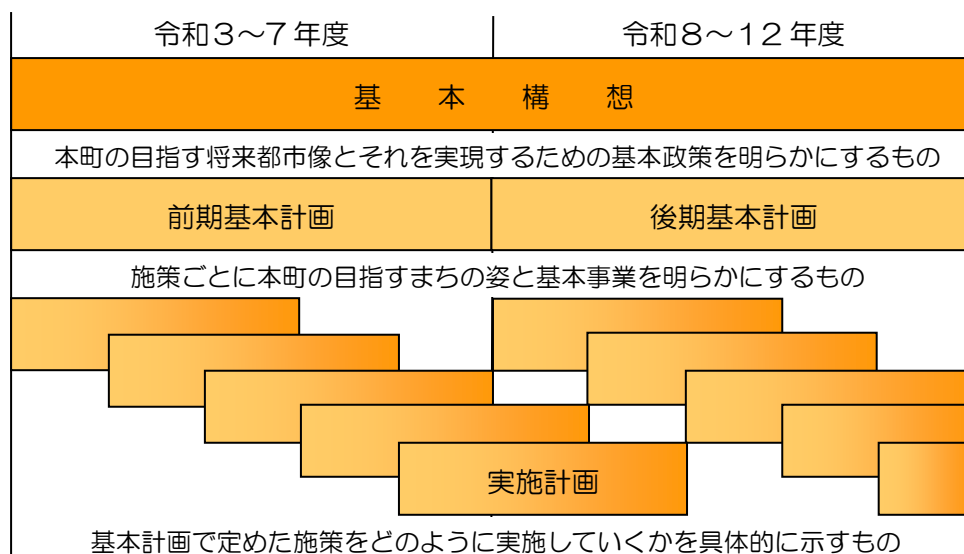 令和3～7年度
令和8～12年度
基本構想
本町の目指す将来都市像とそれを実現するための基本政策を明らかにするもの
前期基本計画
後期基本計画
施策ごとに本町の目指すまちの姿と基本事業を明らかにするもの
実施計画
基本計画で定めた施策をどのように実施していくかを具体的に示すもの